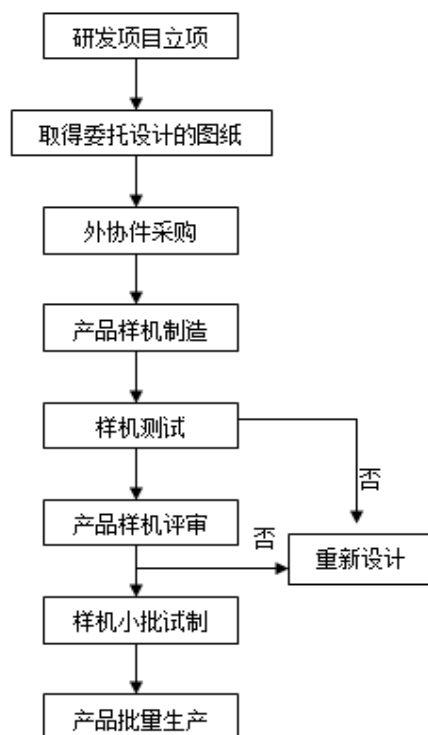 研发项目立项
取得委托设计的图纸
外协件采购
产品样机制造
样机测试
否
产品样机评审
否
重新设计
样机小批试制
产品批量生产